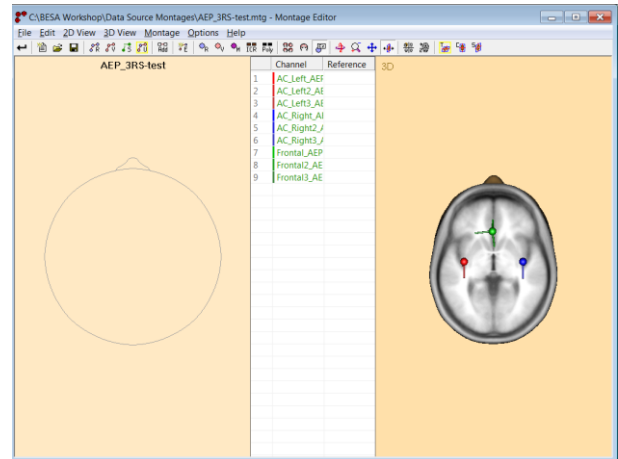 C:\BESA Workshop\Data Source Montages\AEP_3RS-test.mtg - Montage Editor
File Edit 2D View 3D View Montage Options Help
AEP_3RS-test
Channel Reference
3D
1 AC_Left_AEP
2 AC_Left2_AE
3 AC_Left3_AE
4 AC_Right_AI
5 AC_Right2_A
6 AC_Right3_A
7 Frontal_AEP
8 Frontal2_AE
9 Frontal3_AE